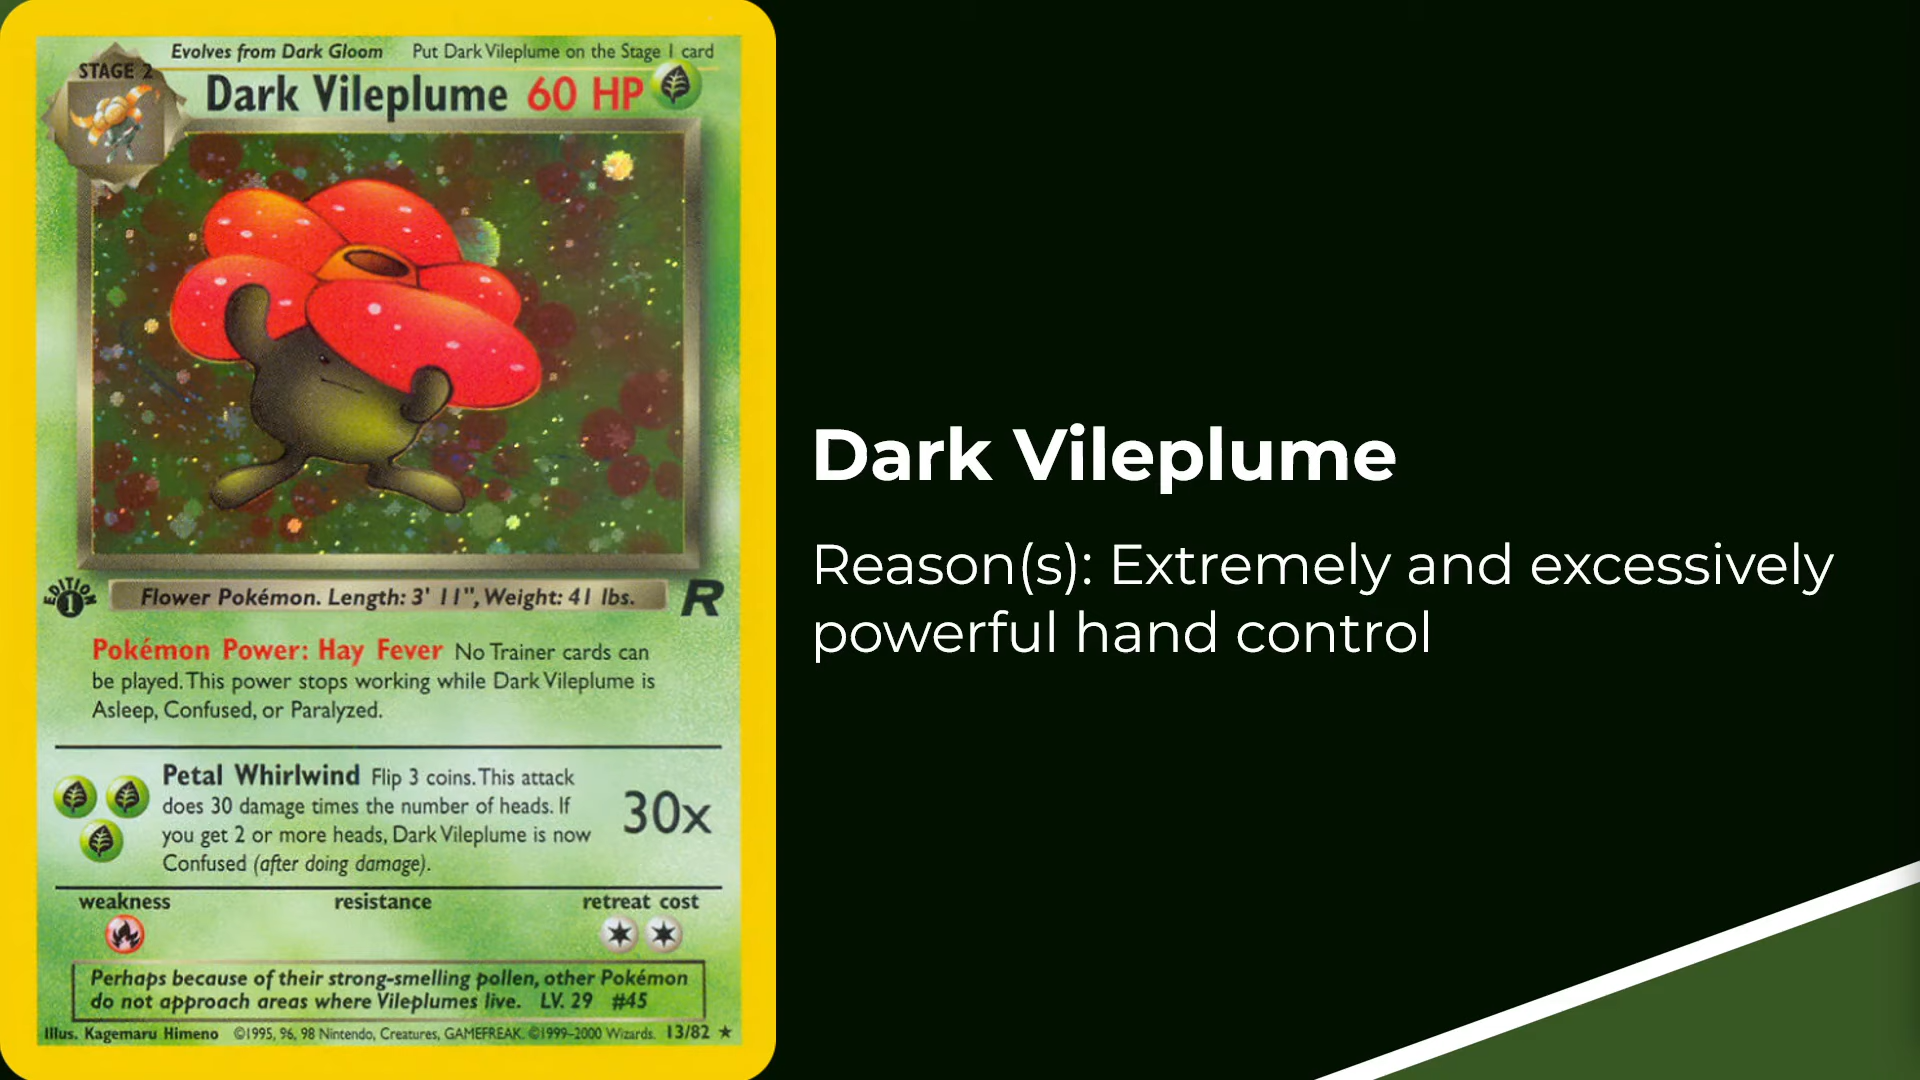 Evolves from Dark Gloom Put Dark Vileplume on the Stage 1 card
STAGE 2
Dark Vileplume 60 HP
EDITION
1
Flower Pokémon. Length: 3' 11", Weight: 41 lbs.
R
Pokémon Power: Hay Fever No Trainer cards can
be played. This power stops working while Dark Vileplume is
Asleep, Confused, or Paralyzed.
Petal Whirlwind Flip 3 coins. This attack
does 30 damage times the number of heads. If
you get 2 or more heads, Dark Vileplume is now
Confused (after doing damage).
30x
weakness resistance retreat cost
Perhaps because of their strong-smelling pollen, other Pokémon
do not approach areas where Vileplumes live. LV. 29 #45
Illus. Kagemaru Himeno ©1995, 96, 98 Nintendo, Creatures, GAMEFREAK. ©1999–2000 Wizards. 13/82 ★
Dark Vileplume
Reason(s): Extremely and excessively
powerful hand control